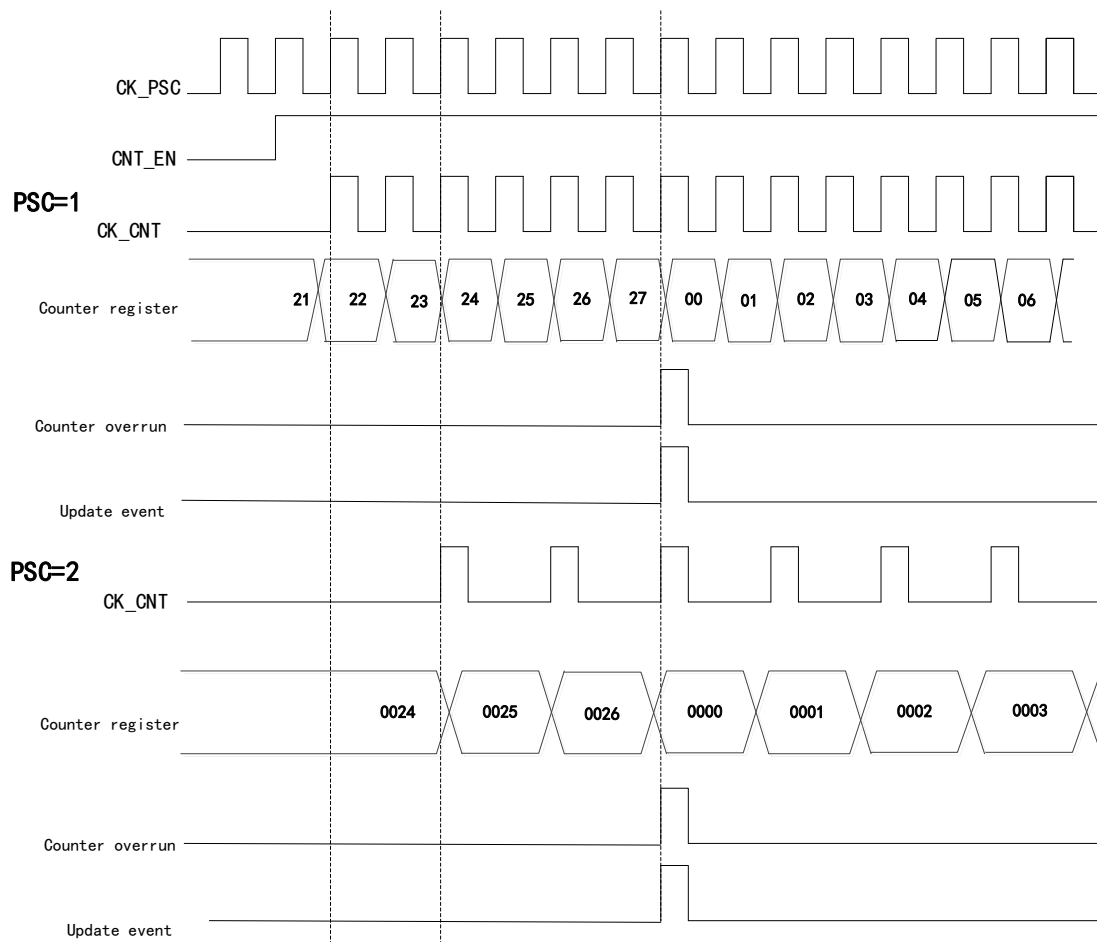 CK_PSC
CNT_EN
PSC=1
CK_CNT
Counter register 21 22 23 24 25 26 27 00 01 02 03 04 05 06
Counter overrun
Update event
PSC=2
CK_CNT
Counter register 0024 0025 0026 0000 0001 0002 0003
Counter overrun
Update event